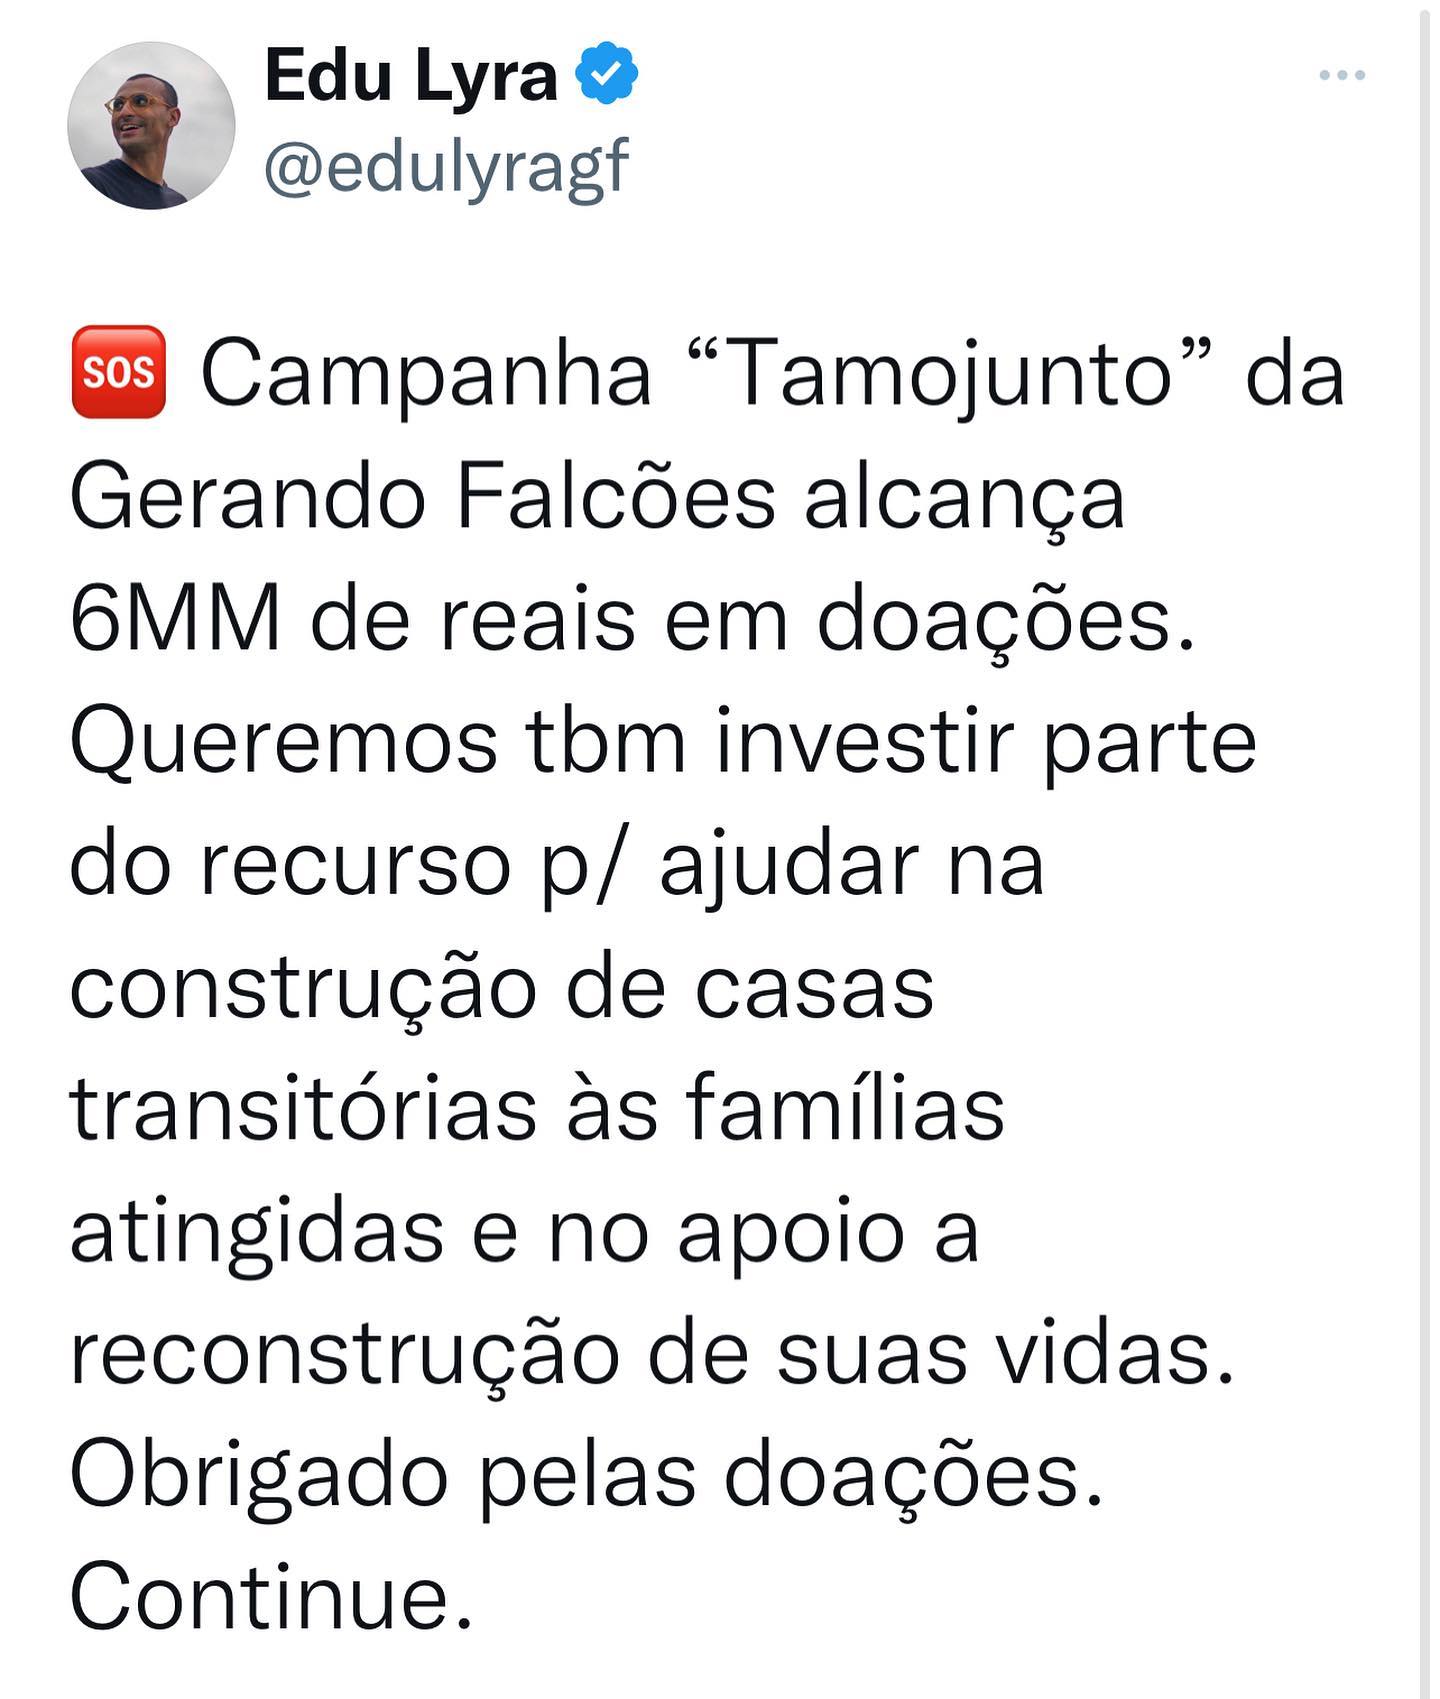 Edu Lyra
@edulyragf
🆘 Campanha “Tamojunto” da
Gerando Falcões alcança
6MM de reais em doações.
Queremos tbm investir parte
do recurso p/ ajudar na
construção de casas
transitórias às famílias
atingidas e no apoio a
reconstrução de suas vidas.
Obrigado pelas doações.
Continue.